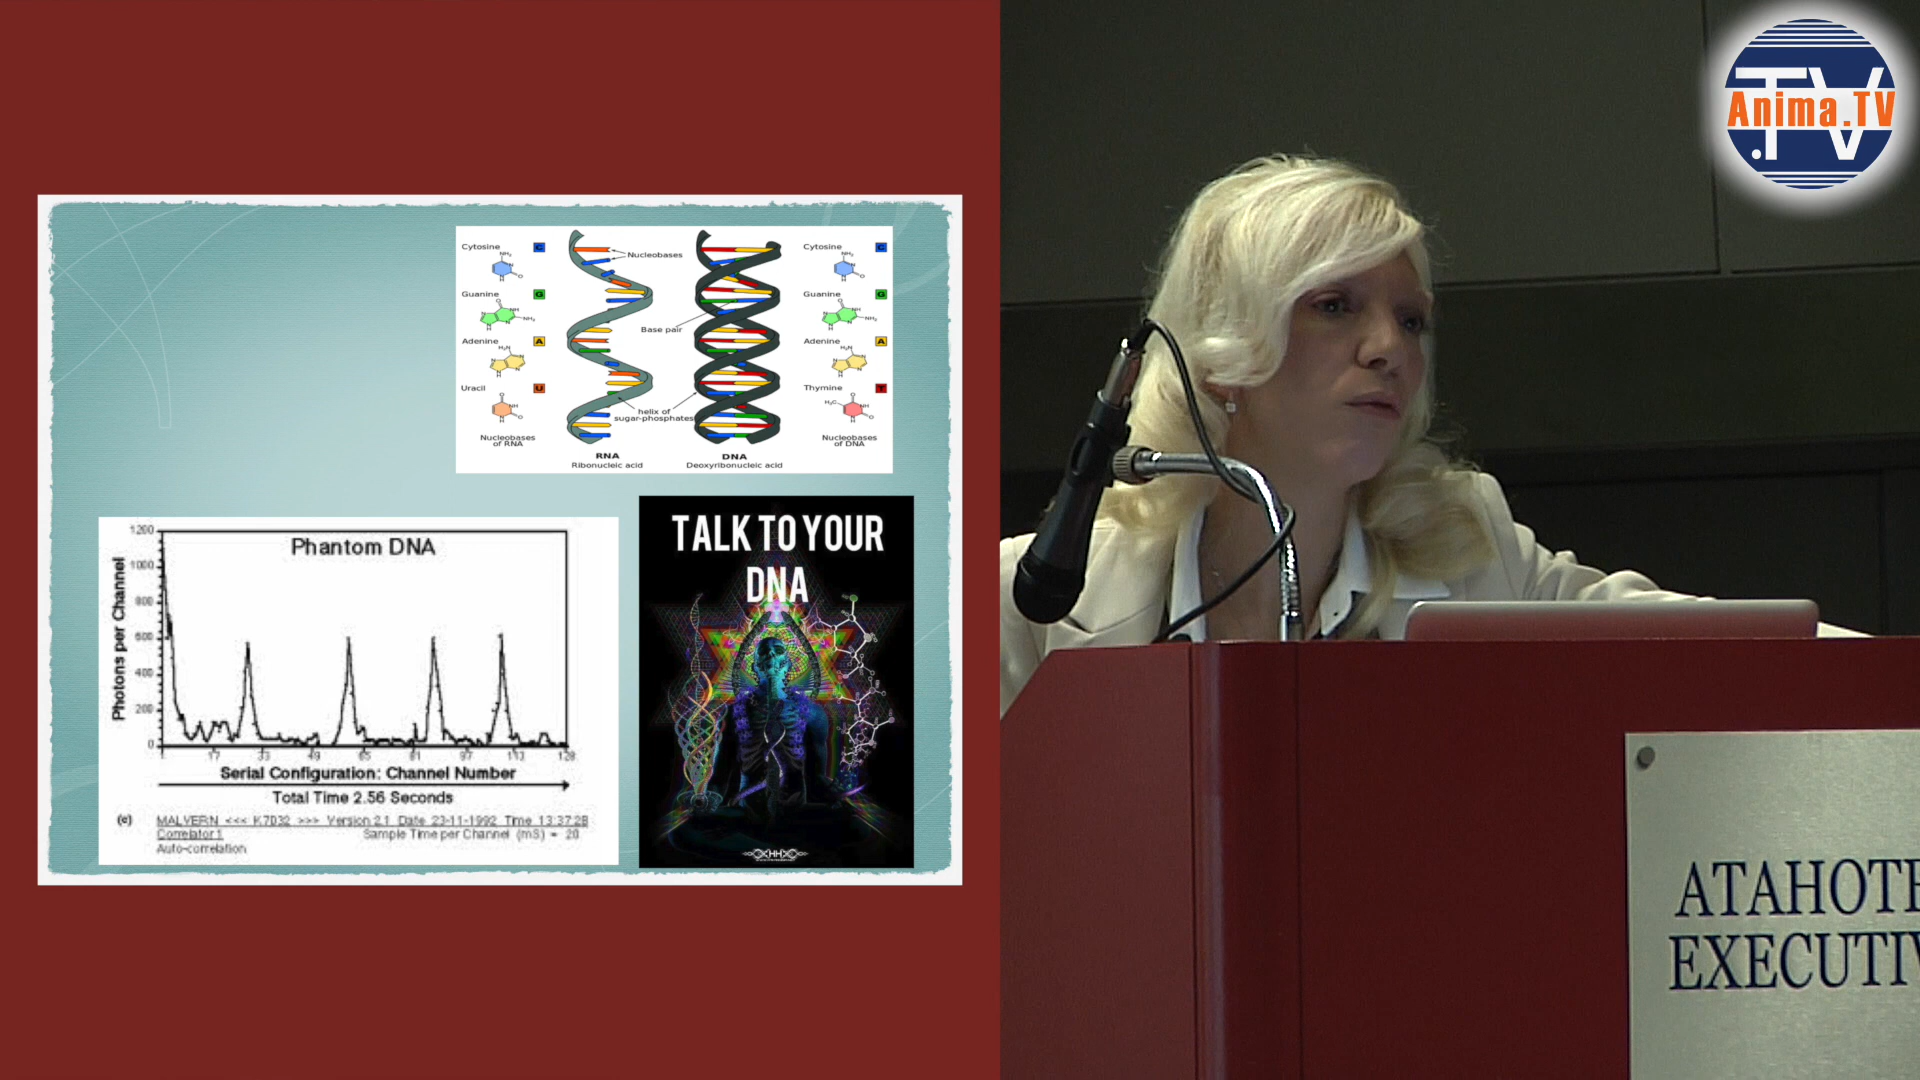 Cytosine
C
Nucleobases
Cytosine
C
Guanine
G
Guanine
G
Base pair
Adenine
A
Adenine
A
Uracil
U
Thymine
T
helix of
sugar-phosphates
Nucleobases
of RNA
Nucleobases
of DNA
RNA
Ribonucleic acid
DNA
Deoxyribonucleic acid
Phantom DNA
Photons per Channel
1200
1000
800
600
400
200
0
1 17 33 49 65 81 97 113 128
Serial Configuration: Channel Number
Total Time 2.56 Seconds
(c) MALVERN <<< K7032 >>> Version 2.1 Date 23-11-1992 Time 13:37:28
Correlator 1 Sample Time per Channel (mS) = 20
Auto-correlation
TALK TO YOUR
DNA
HHX
.TV
Anima.TV
ATAHOTE
EXECUTIV